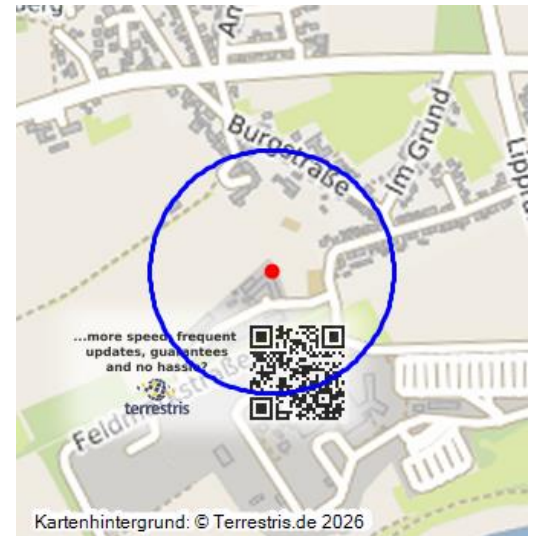 Burgstraße
Im Grund
...more speed, frequent
updates, guarantees
and no hassle?
terrestris
Kartenhintergrund: © Terrestris.de 2026